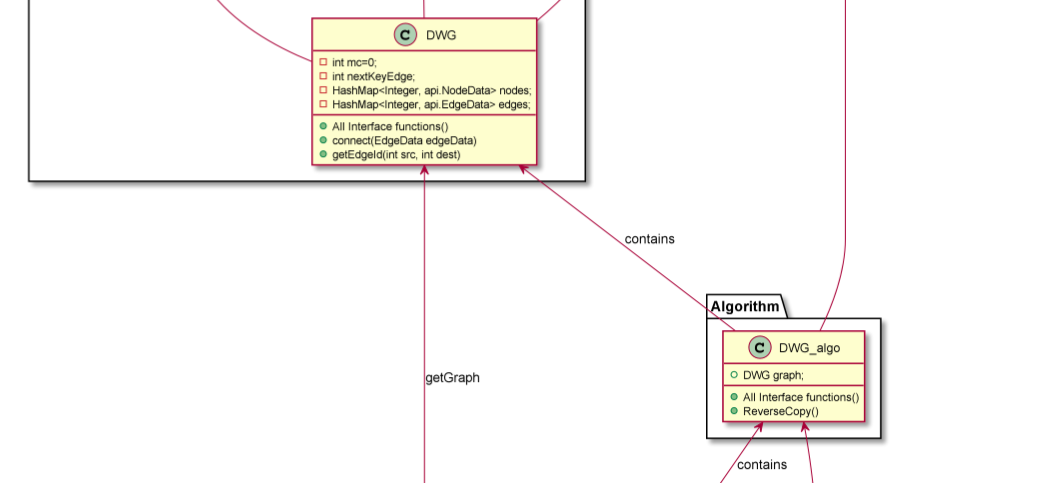 C DWG
int mc=0;
int nextKeyEdge;
HashMap<Integer, api.NodeData> nodes;
HashMap<Integer, api.EdgeData> edges;
All Interface functions()
connect(EdgeData edgeData)
getEdgeId(int src, int dest)
contains
Algorithm
C DWG_algo
DWG graph;
All Interface functions()
ReverseCopy()
getGraph
contains